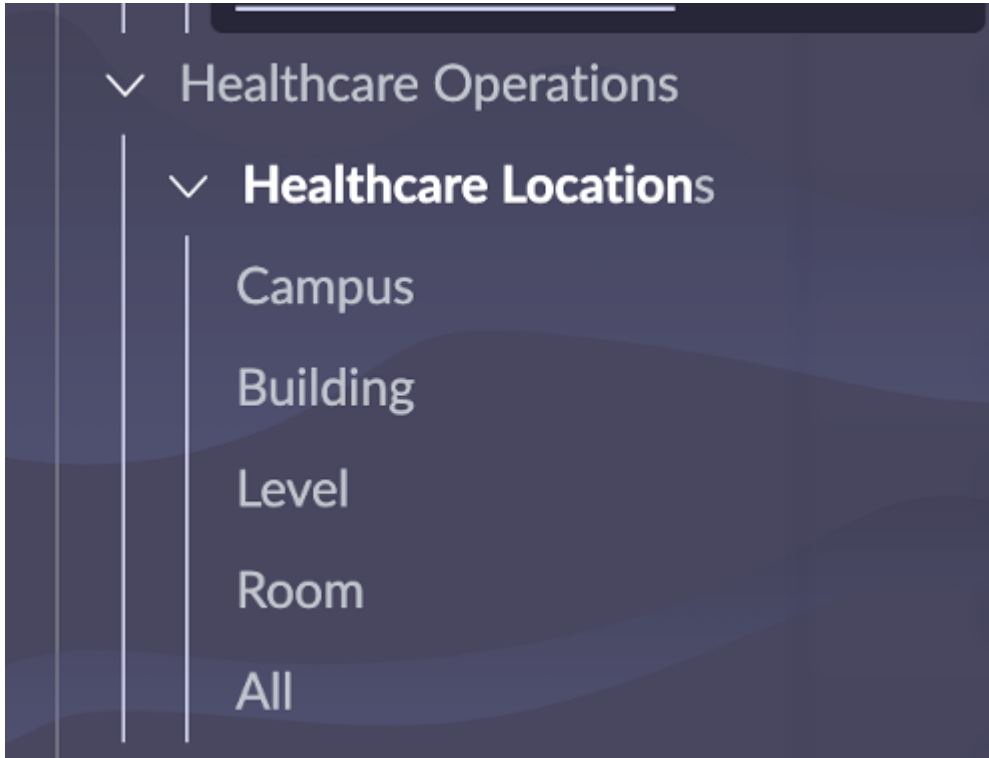 Healthcare Operations
Healthcare Locations
Campus
Building
Level
Room
All